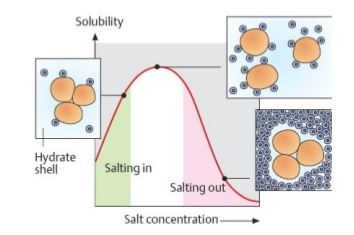 Solubility
Hydrate
shell
Salting in
Salting out
Salt concentration